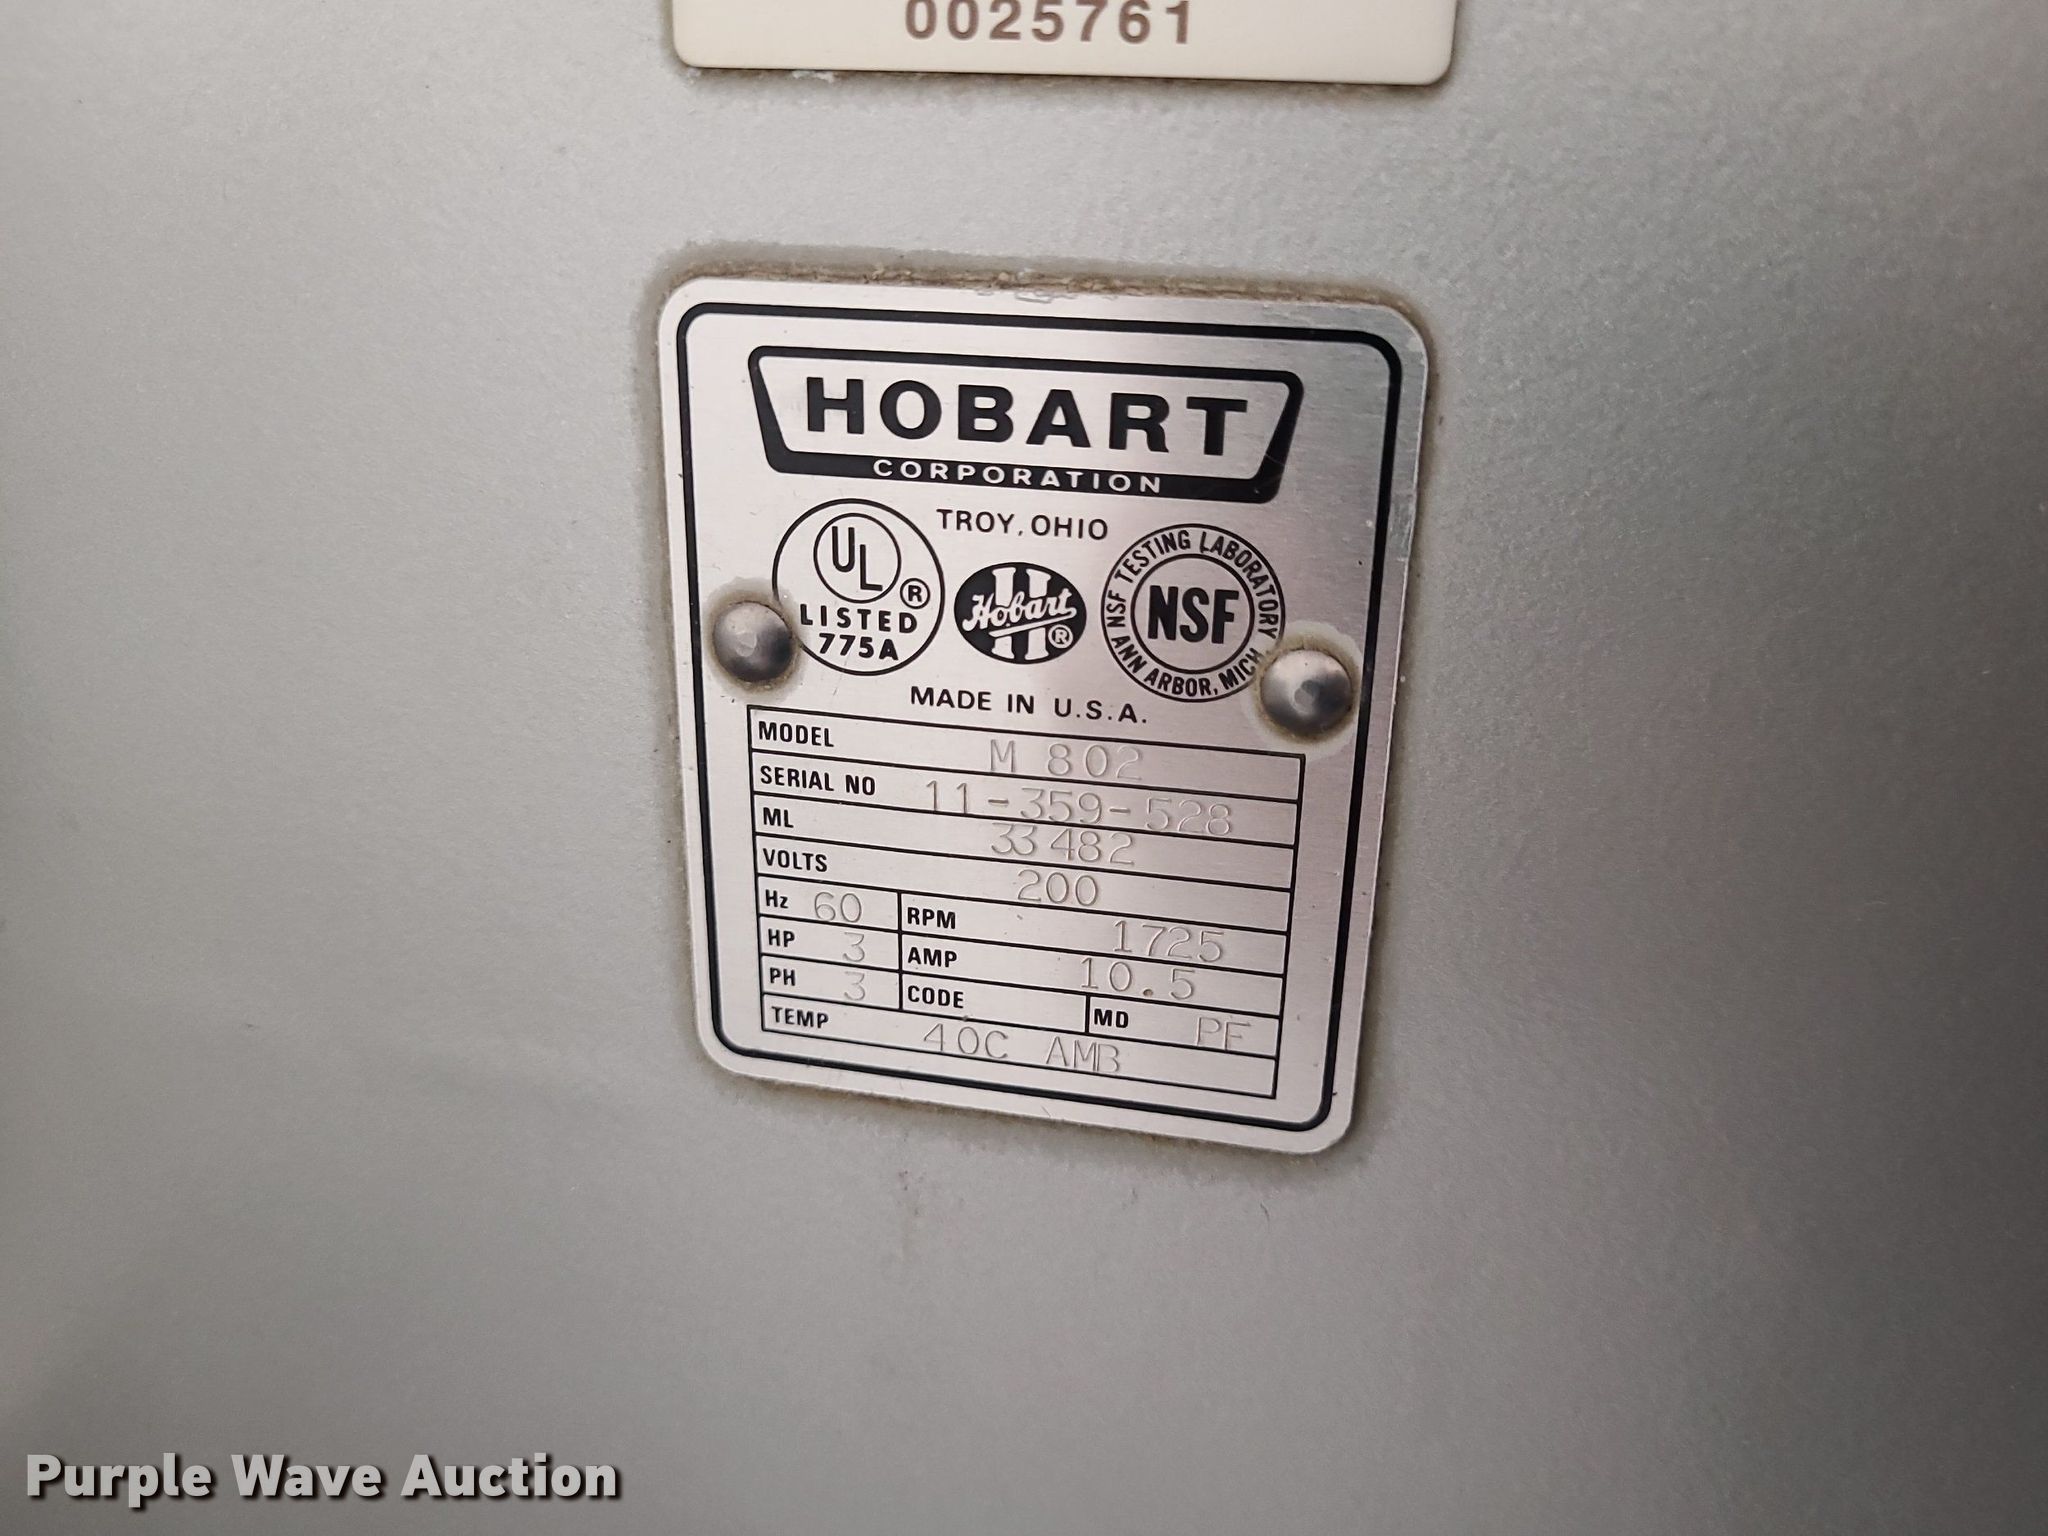 0025761
HOBART
CORPORATION
TROY, OHIO
UL ®
LISTED
775A
Hobart ®
NSF TESTING LABORATORY
NSF
ANN ARBOR, MICH
MADE IN U.S.A.
MODEL M 802
SERIAL NO 11-359-528
ML 33482
VOLTS 200
Hz 60 RPM 1725
HP 3 AMP 10.5
PH 3 CODE MD PF
TEMP 40C AMB
Purple Wave Auction